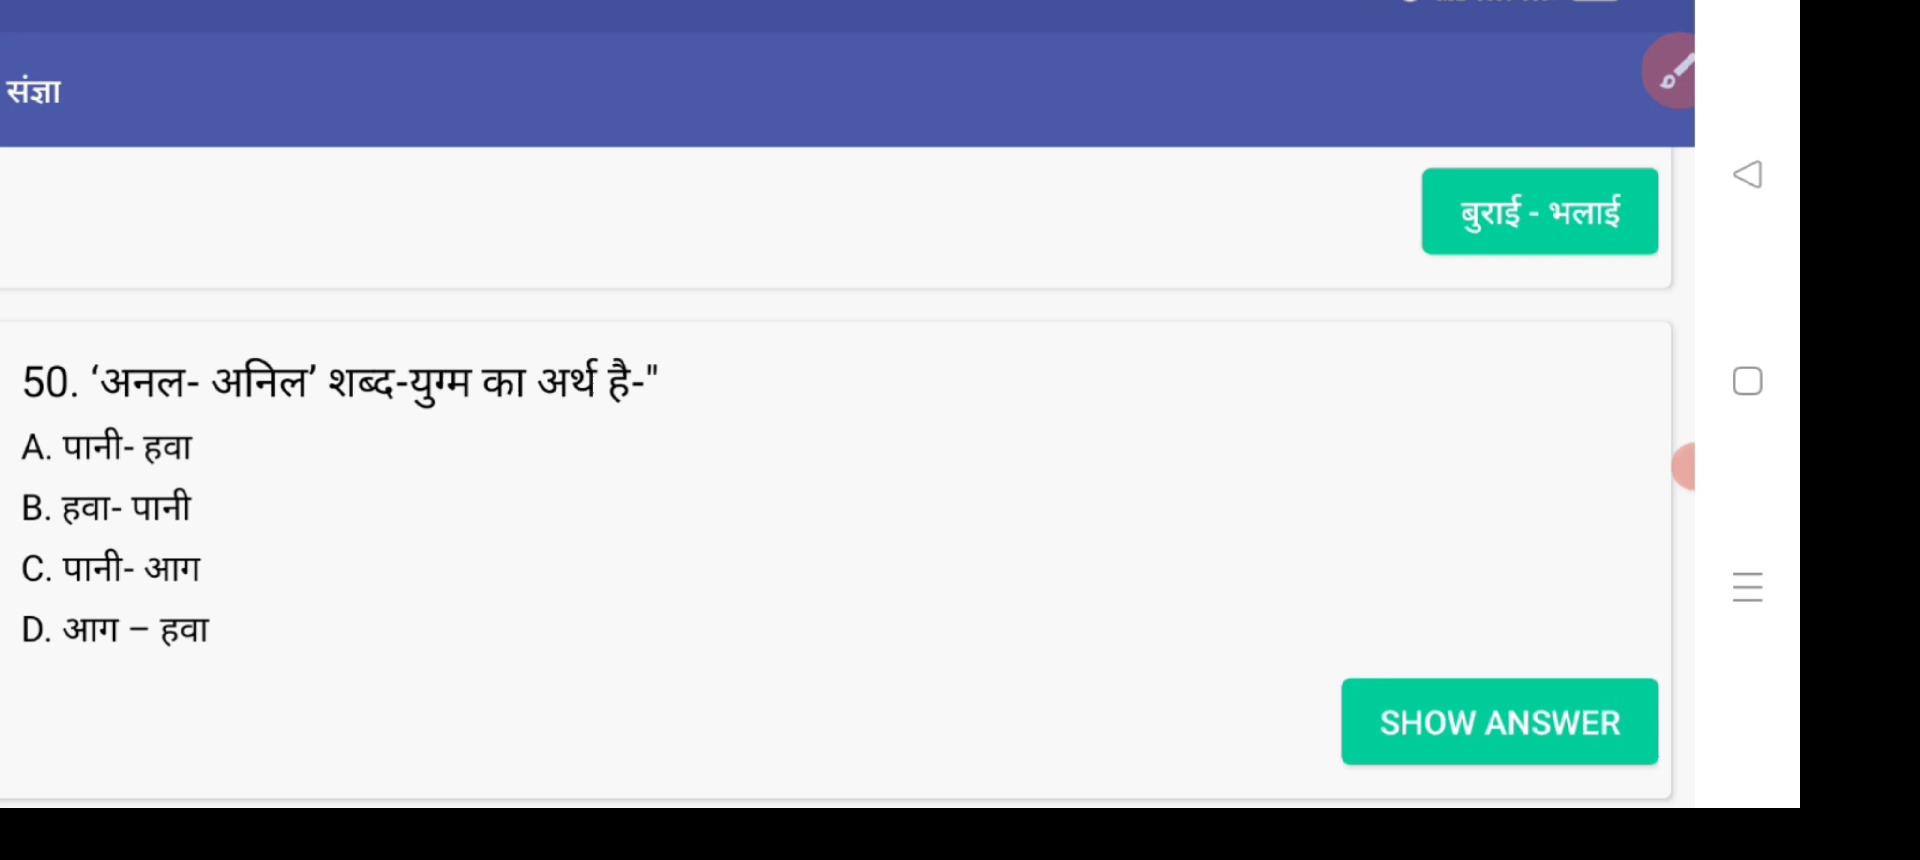 संज्ञा
बुराई - भलाई
50. ‘अनल- अनिल’ शब्द-युग्म का अर्थ है-"
A. पानी- हवा
B. हवा- पानी
C. पानी- आग
D. आग – हवा
SHOW ANSWER